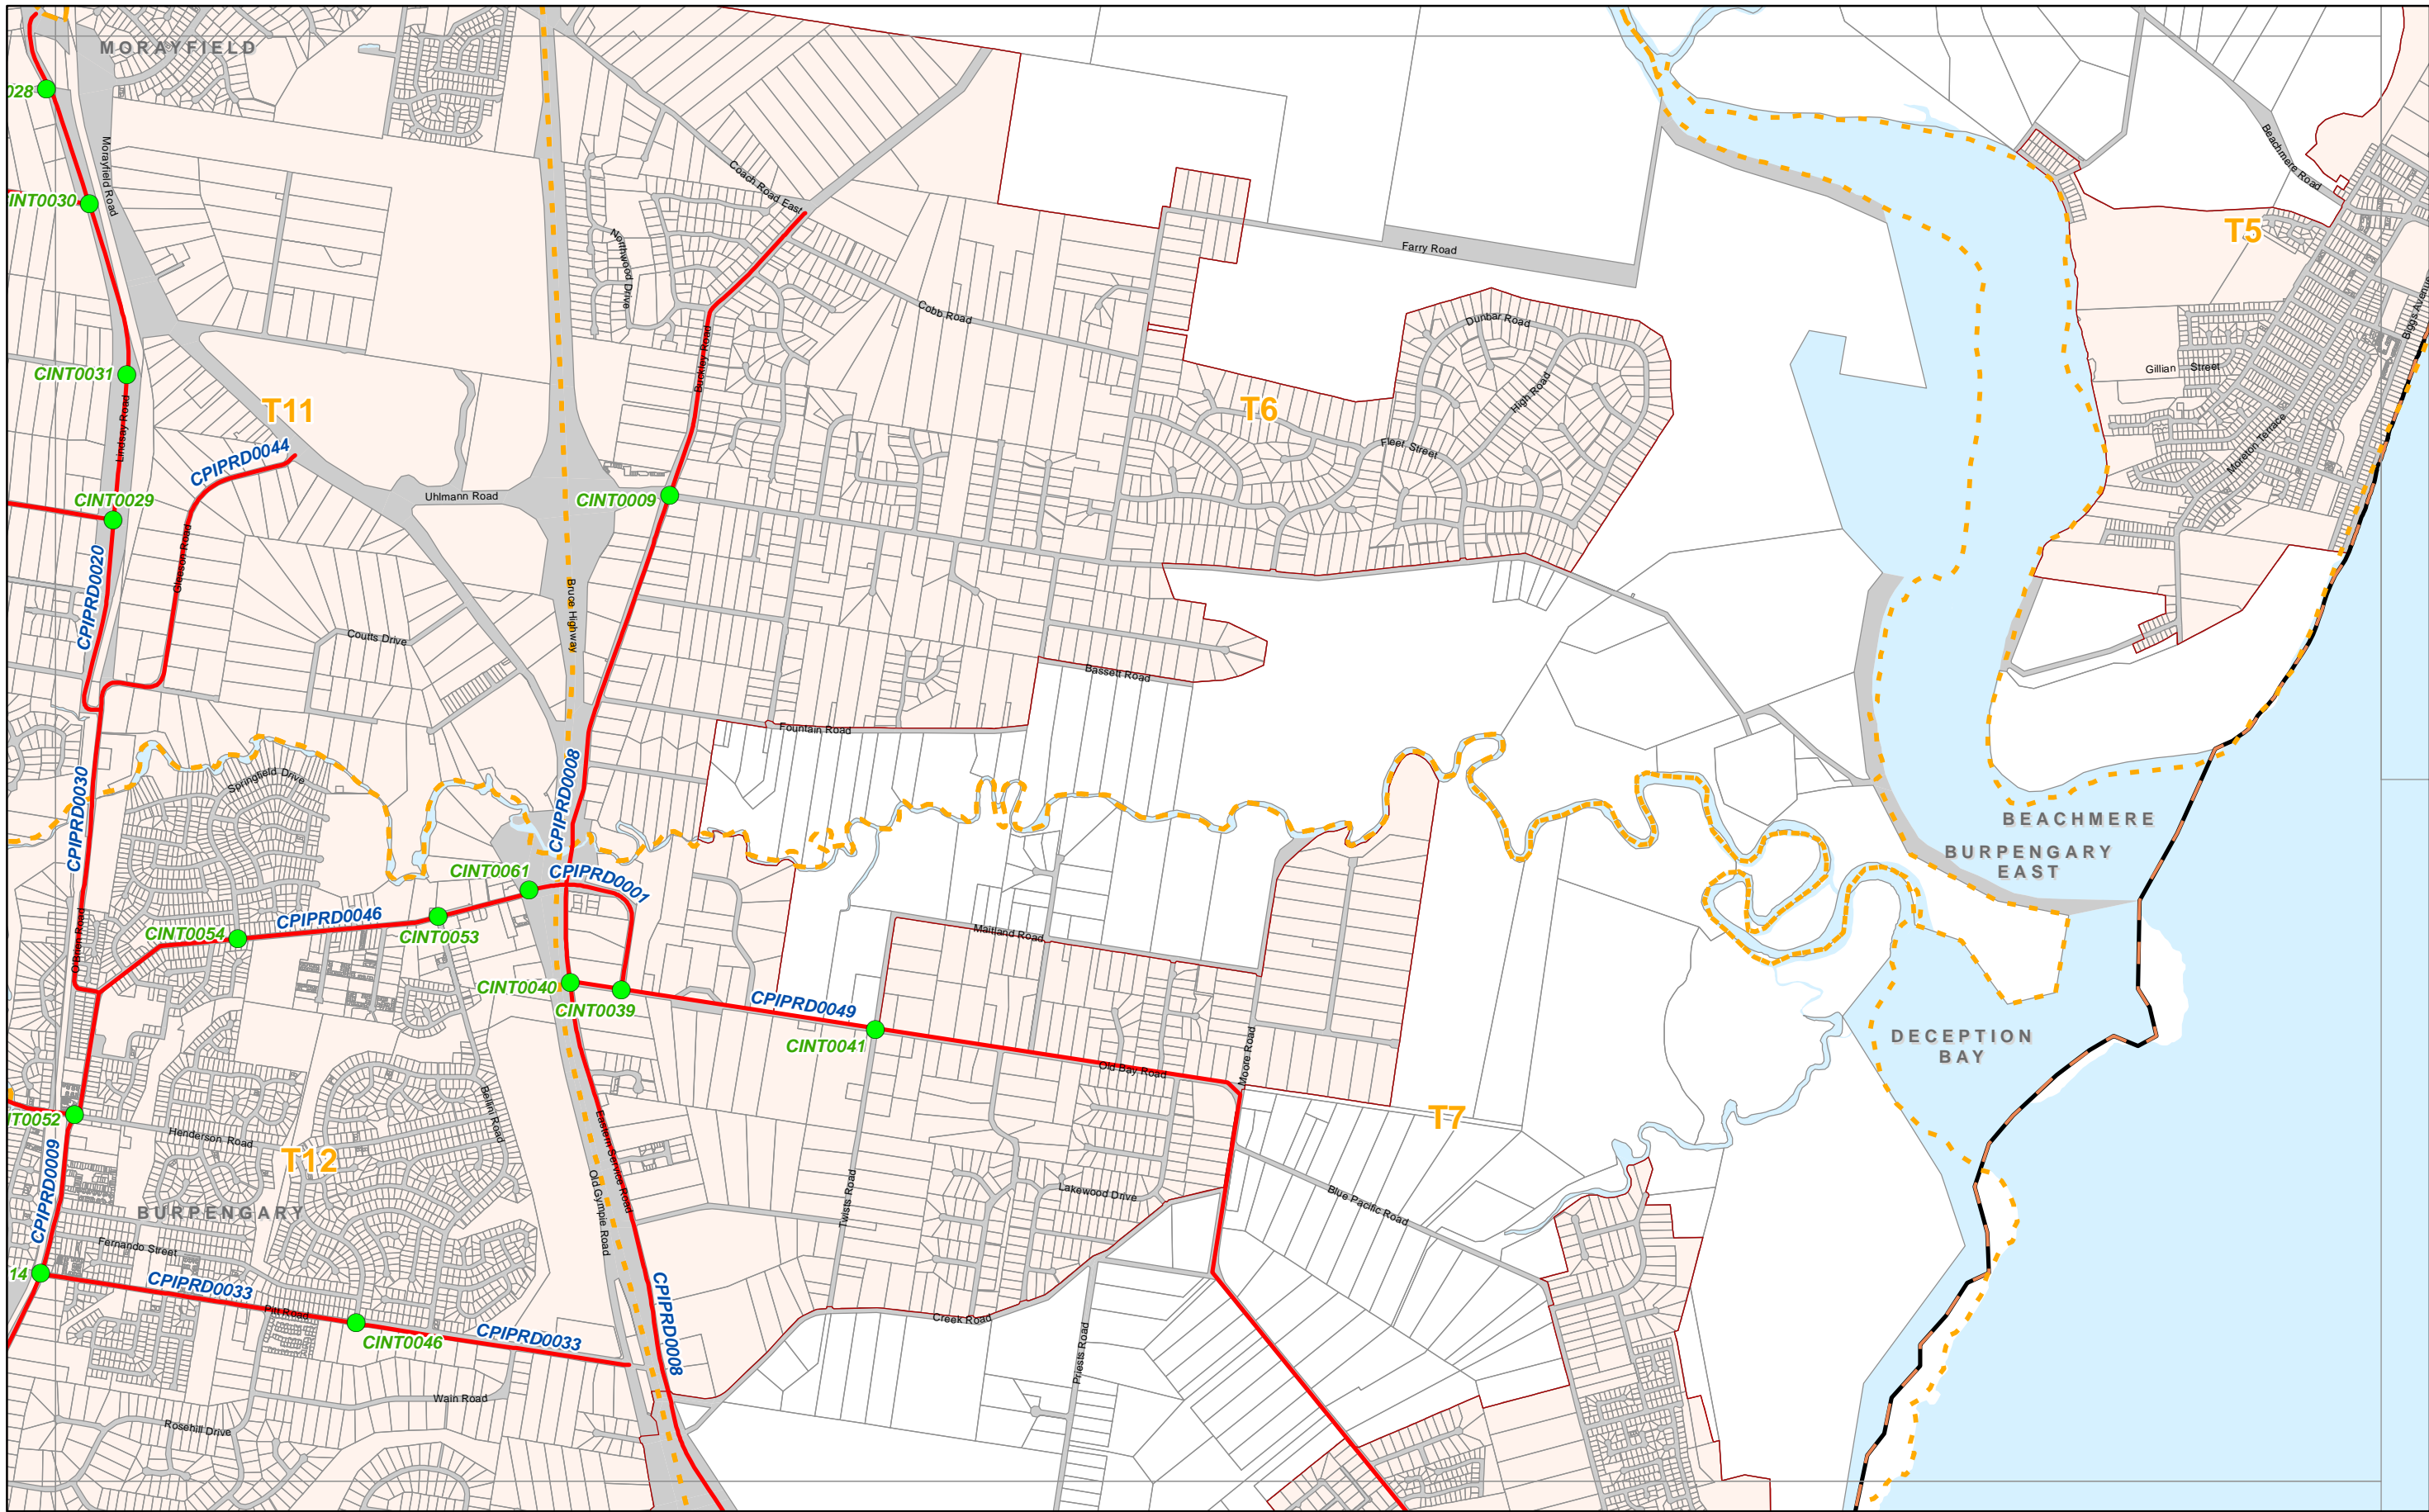 MORAYFIELD
028
Morayfield Road
Coach Road East
Beachmere Road
INT0030
T5
Northwood Drive
Farry Road
Cobb Road
Biggs Avenue
Dunbar Road
Buckley Road
CINT0031
Gillian Street
High Road
T11
T6
Lindsay Road
Moreton Terrace
Fleet Street
CPIPRD0044
CINT0029
Uhlmann Road
CINT0009
Gleeson Road
CPIPRD0020
Bruce Highway
Coutts Drive
Bassett Road
Fountain Road
CPIPRD0008
Springfield Drive
CPIPRD0030
BEACHMERE
BURPENGARY
EAST
CINT0061
CPIPRD0001
CPIPRD0046
CINT0054
CINT0053
O'Brien Road
Maitland Road
CINT0040
CPIPRD0049
CINT0039
DECEPTION
BAY
CINT0041
Moore Road
Old Bay Road
Bellini Road
T7
NT0052
Eastern Service Road
Henderson Road
T12
CPIPRD0009
Twists Road
Lakewood Drive
Blue Pacific Road
BURPENGARY
Old Gympie Road
Fernando Street
14
CPIPRD0033
Pitt Road
CPIPRD0008
Creek Road
CPIPRD0033
CINT0046
Priests Road
Wain Road
Rosehill Drive